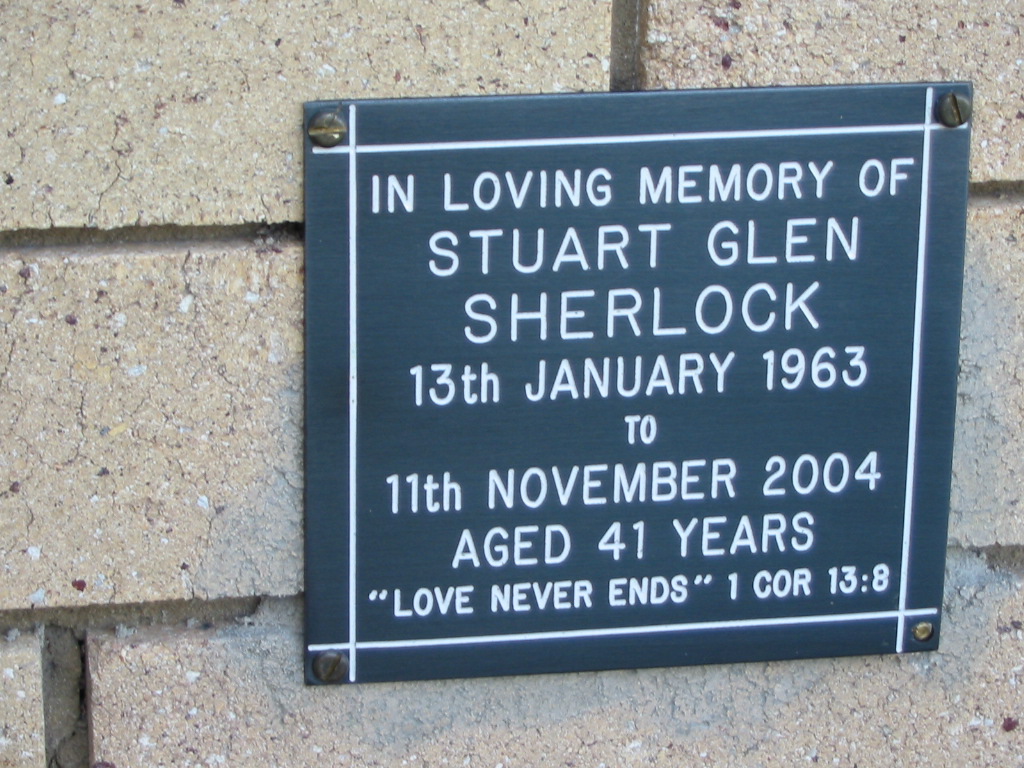 IN LOVING MEMORY OF
STUART GLEN
SHERLOCK
13th JANUARY 1963
TO
11th NOVEMBER 2004
AGED 41 YEARS
"LOVE NEVER ENDS" 1 COR 13:8